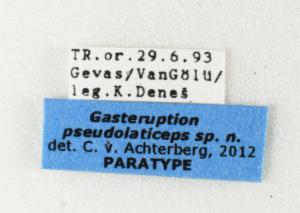 TR.or.29.6.93
Gevas/VanGölü/
leg.K.Deneš
Gasteruption
pseudolaticeps sp. n.
det. C. v. Achterberg, 2012
PARATYPE